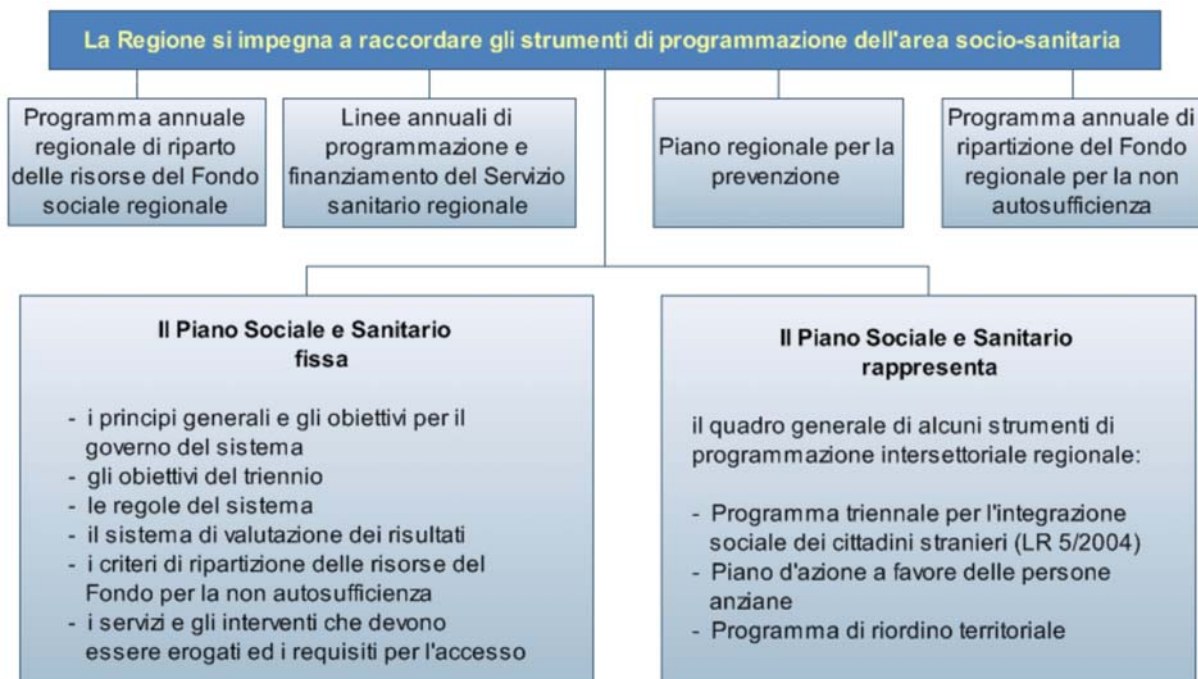 La Regione si impegna a raccordare gli strumenti di programmazione dell'area socio-sanitaria
Programma annuale
regionale di riparto
delle risorse del Fondo
sociale regionale
Linee annuali di
programmazione e
finanziamento del Servizio
sanitario regionale
Piano regionale per la
prevenzione
Programma annuale di
ripartizione del Fondo
regionale per la non
autosufficienza
Il Piano Sociale e Sanitario
fissa
- i principi generali e gli obiettivi per il
governo del sistema
- gli obiettivi del triennio
- le regole del sistema
- il sistema di valutazione dei risultati
- i criteri di ripartizione delle risorse del
Fondo per la non autosufficienza
- i servizi e gli interventi che devono
essere erogati ed i requisiti per l'accesso
Il Piano Sociale e Sanitario
rappresenta
il quadro generale di alcuni strumenti di
programmazione intersettoriale regionale:
- Programma triennale per l'integrazione
sociale dei cittadini stranieri (LR 5/2004)
- Piano d'azione a favore delle persone
anziane
- Programma di riordino territoriale